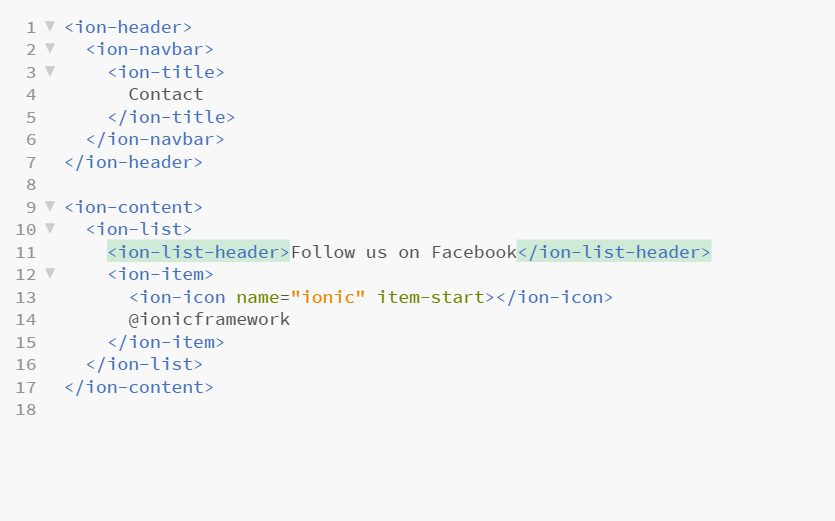 1 ▼ <ion-header>
2 ▼   <ion-navbar>
3 ▼     <ion-title>
4         Contact
5       </ion-title>
6     </ion-navbar>
7   </ion-header>
8
9 ▼ <ion-content>
10 ▼   <ion-list>
11       <ion-list-header>Follow us on Facebook</ion-list-header>
12 ▼     <ion-item>
13         <ion-icon name="ionic" item-start></ion-icon>
14         @ionicframework
15       </ion-item>
16     </ion-list>
17   </ion-content>
18